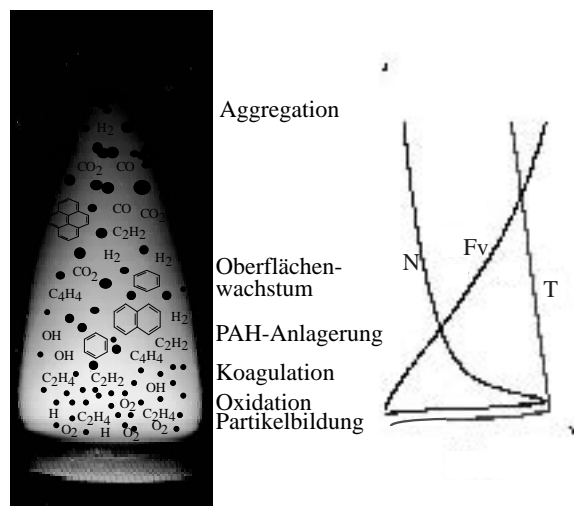 H2
CO2 CO
CO CO2
C2H2
H2 H2
CO2
C4H4
H2
OH C2H2
OH C4H4
C2H4 C2H2 OH
O2
H C2H4 C2H4
O2 H O2 O2
Aggregation
Oberflächen-
wachstum
PAH-Anlagerung
Koagulation
Oxidation
Partikelbildung
N Fv T